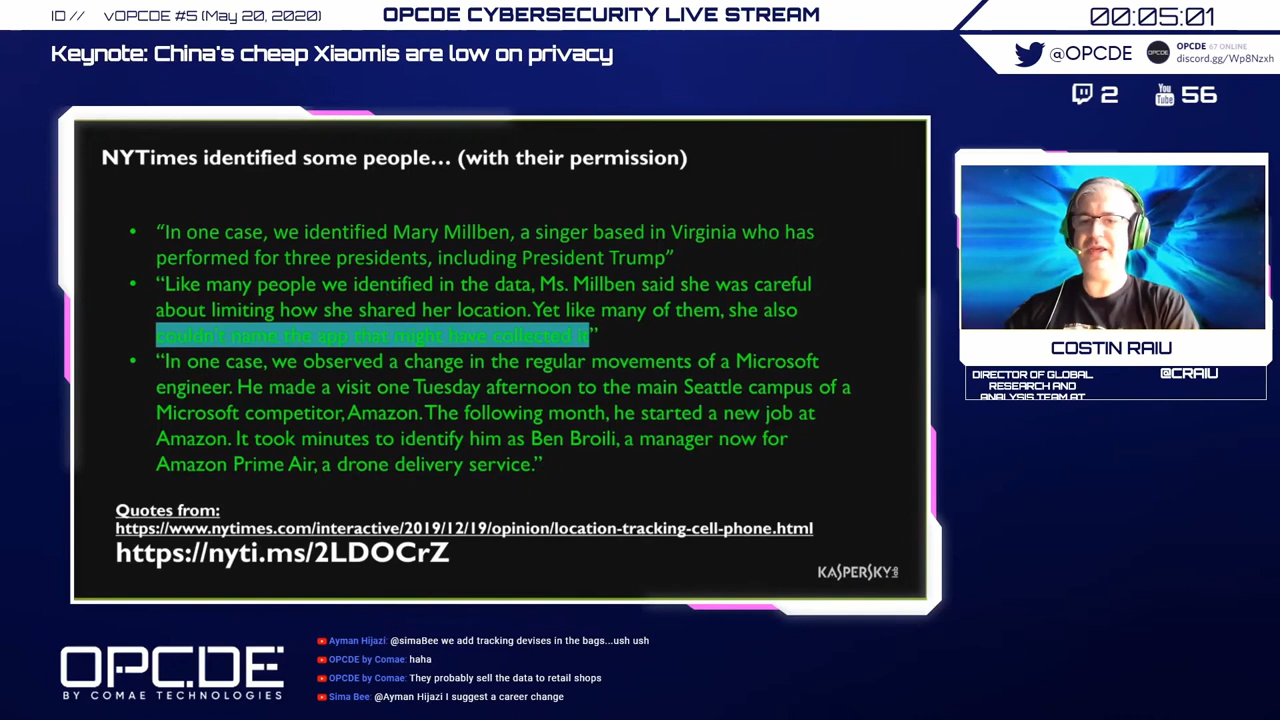 ID // vOPCDE #5 (May 20, 2020)
OPCDE CYBERSECURITY LIVE STREAM
00:05:01
Keynote: China's cheap Xiaomis are low on privacy
@OPCDE
OPCDE
OPCDE 67 ONLINE
discord.gg/Wp8Nzxh
2
You Tube 56
NYTimes identified some people... (with their permission)
• “In one case, we identified Mary Millben, a singer based in Virginia who has
performed for three presidents, including President Trump”
• “Like many people we identified in the data, Ms. Millben said she was careful
about limiting how she shared her location. Yet like many of them, she also
couldn't name the app that might have collected it”
• “In one case, we observed a change in the regular movements of a Microsoft
engineer. He made a visit one Tuesday afternoon to the main Seattle campus of a
Microsoft competitor, Amazon. The following month, he started a new job at
Amazon. It took minutes to identify him as Ben Broili, a manager now for
Amazon Prime Air, a drone delivery service.”
Quotes from:
https://www.nytimes.com/interactive/2019/12/19/opinion/location-tracking-cell-phone.html
https://nyti.ms/2LDOCrZ
KASPERSKY lab
COSTIN RAIU
DIRECTOR OF GLOBAL
RESEARCH AND
ANALYSIS TEAM AT
@CRAIU
OPCDE
BY COMAE TECHNOLOGIES
Ayman Hijazi: @simaBee we add tracking devises in the bags...ush ush
OPCDE by Comae: haha
OPCDE by Comae: They probably sell the data to retail shops
Sima Bee: @Ayman Hijazi I suggest a career change